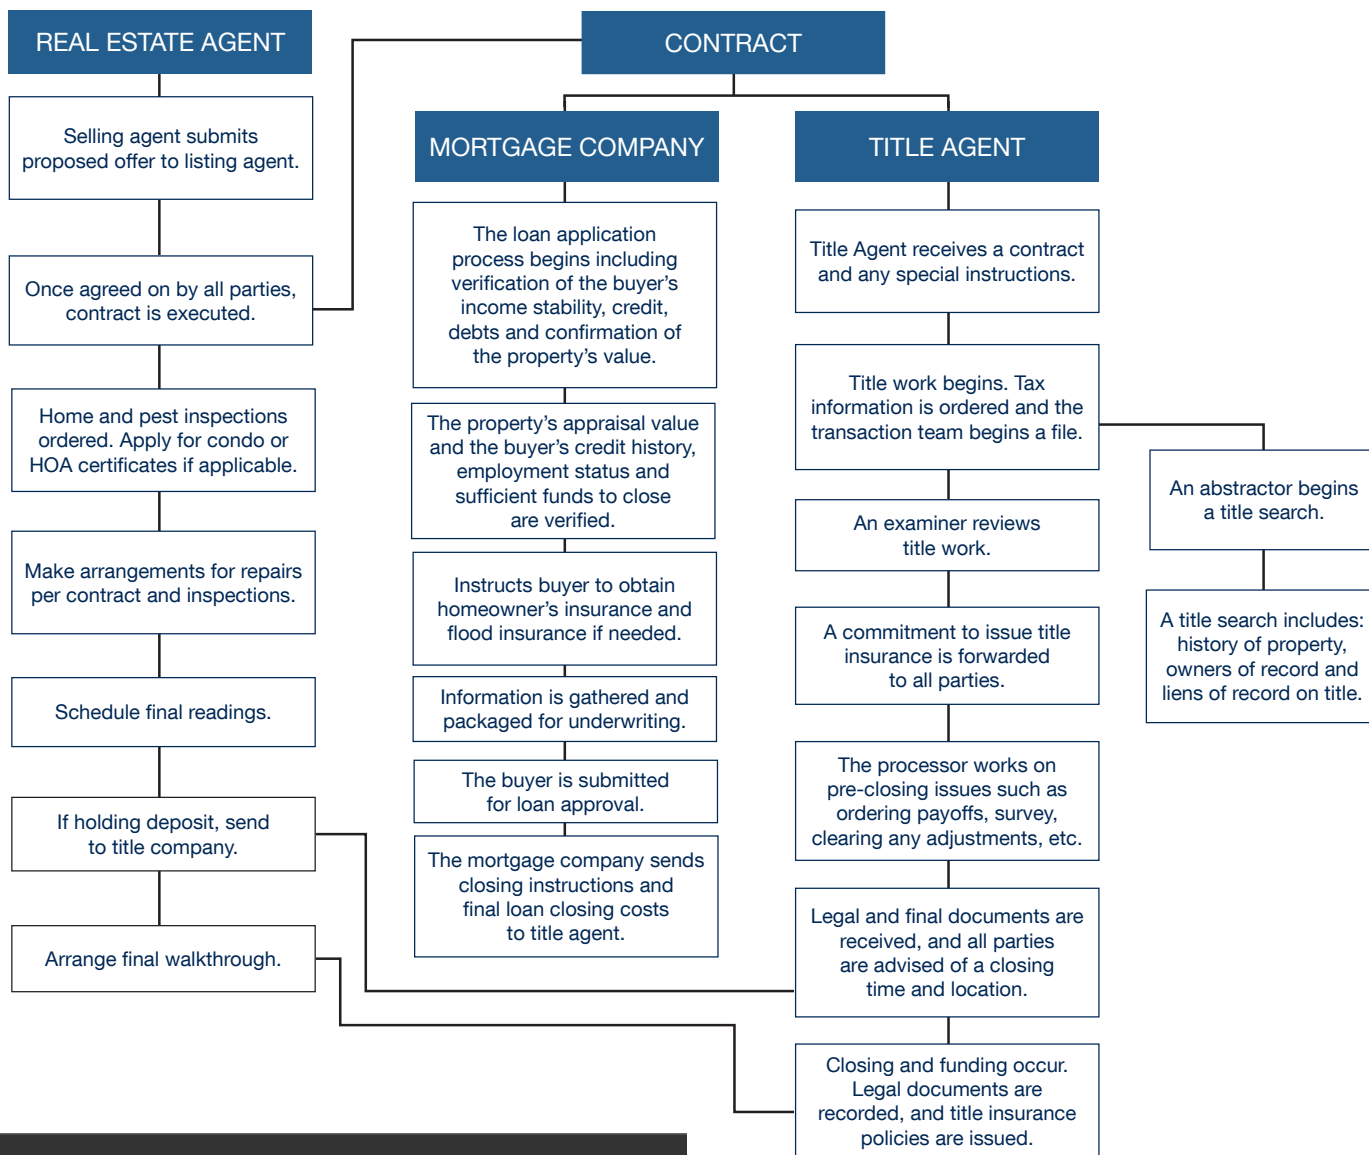 REAL ESTATE AGENT
Selling agent submits
proposed offer to listing agent.
Once agreed on by all parties,
contract is executed.
Home and pest inspections
ordered. Apply for condo or
HOA certificates if applicable.
Make arrangements for repairs
per contract and inspections.
Schedule final readings.
If holding deposit, send
to title company.
Arrange final walkthrough.
CONTRACT
MORTGAGE COMPANY
The loan application
process begins including
verification of the buyer’s
income stability, credit,
debts and confirmation of
the property’s value.
The property’s appraisal value
and the buyer’s credit history,
employment status and
sufficient funds to close
are verified.
Instructs buyer to obtain
homeowner’s insurance and
flood insurance if needed.
Information is gathered and
packaged for underwriting.
The buyer is submitted
for loan approval.
The mortgage company sends
closing instructions and
final loan closing costs
to title agent.
TITLE AGENT
Title Agent receives a contract
and any special instructions.
Title work begins. Tax
information is ordered and the
transaction team begins a file.
An examiner reviews
title work.
A commitment to issue title
insurance is forwarded
to all parties.
The processor works on
pre-closing issues such as
ordering payoffs, survey,
clearing any adjustments, etc.
Legal and final documents are
received, and all parties
are advised of a closing
time and location.
Closing and funding occur.
Legal documents are
recorded, and title insurance
policies are issued.
An abstractor begins
a title search.
A title search includes:
history of property,
owners of record and
liens of record on title.